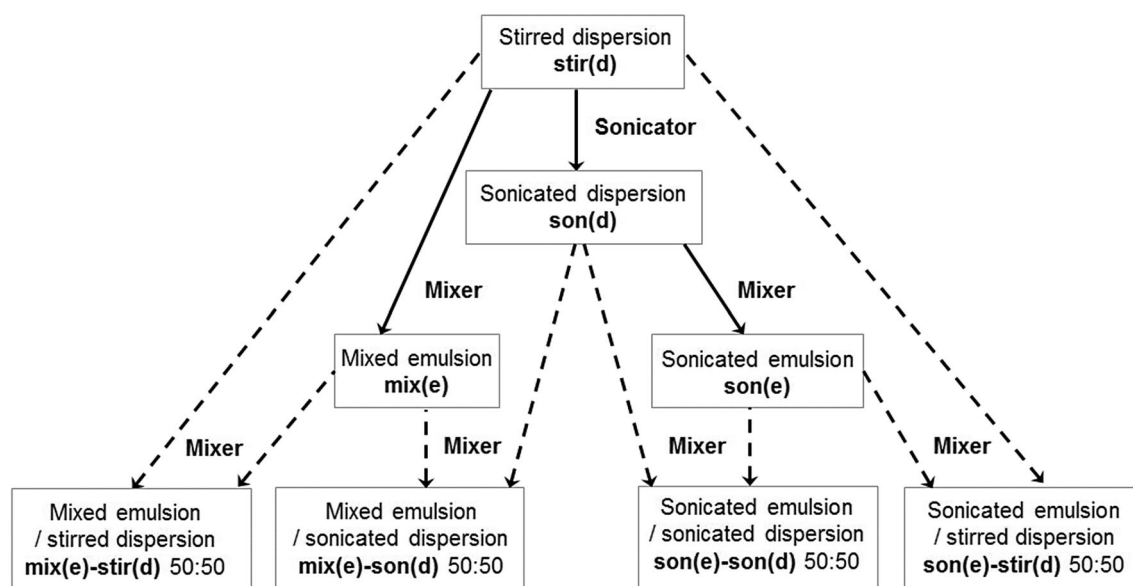 Stirred dispersion
stir(d)
Sonicator
Sonicated dispersion
son(d)
Mixer
Mixer
Mixed emulsion
mix(e)
Sonicated emulsion
son(e)
Mixer
Mixer
Mixer
Mixer
Mixed emulsion
/ stirred dispersion
mix(e)-stir(d) 50:50
Mixed emulsion
/ sonicated dispersion
mix(e)-son(d) 50:50
Sonicated emulsion
/ sonicated dispersion
son(e)-son(d) 50:50
Sonicated emulsion
/ stirred dispersion
son(e)-stir(d) 50:50